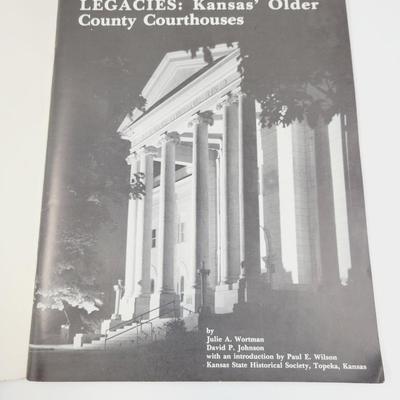 LEGACIES: Kansas' Older
County Courthouses
by
Julie A. Wortman
David P. Johnson
with an introduction by Paul E. Wilson
Kansas State Historical Society, Topeka, Kansas